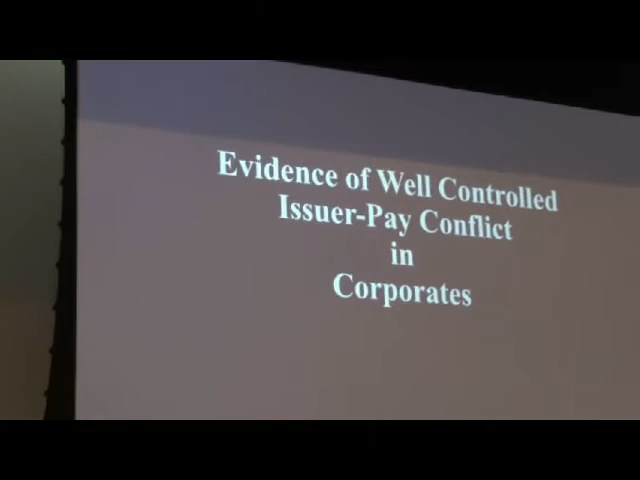 Evidence of Well Controlled
Issuer-Pay Conflict
in
Corporates